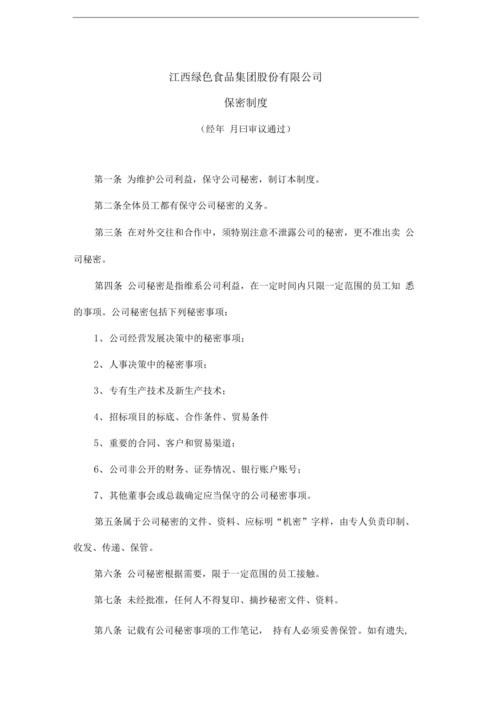 江西绿色食品集团股份有限公司
保密制度
（经年 月曰审议通过）
第一条 为维护公司利益，保守公司秘密，制订本制度。
第二条全体员工都有保守公司秘密的义务。
第三条 在对外交往和合作中，须特别注意不泄露公司的秘密，更不准出卖 公
司秘密。
第四条 公司秘密是指维系公司利益，在一定时间内只限一定范围的员工知 悉
的事项。公司秘密包括下列秘密事项：
1、公司经营发展决策中的秘密事项；
2、人事决策中的秘密事项；
3、专有生产技术及新生产技术；
4、招标项目的标底、合作条件、贸易条件
5、重要的合同、客户和贸易渠道；
6、公司非公开的财务、证券情况、银行账户账号；
7、其他董事会或总裁确定应当保守的公司秘密事项。
第五条属于公司秘密的文件、资料、应标明“机密”字样，由专人负责印制、
收发、传递、保管。
第六条 公司秘密根据需要，限于一定范围的员工接触。
第七条 未经批准，任何人不得复印、摘抄秘密文件、资料。
第八条 记载有公司秘密事项的工作笔记， 持有人必须妥善保管。如有遗失，